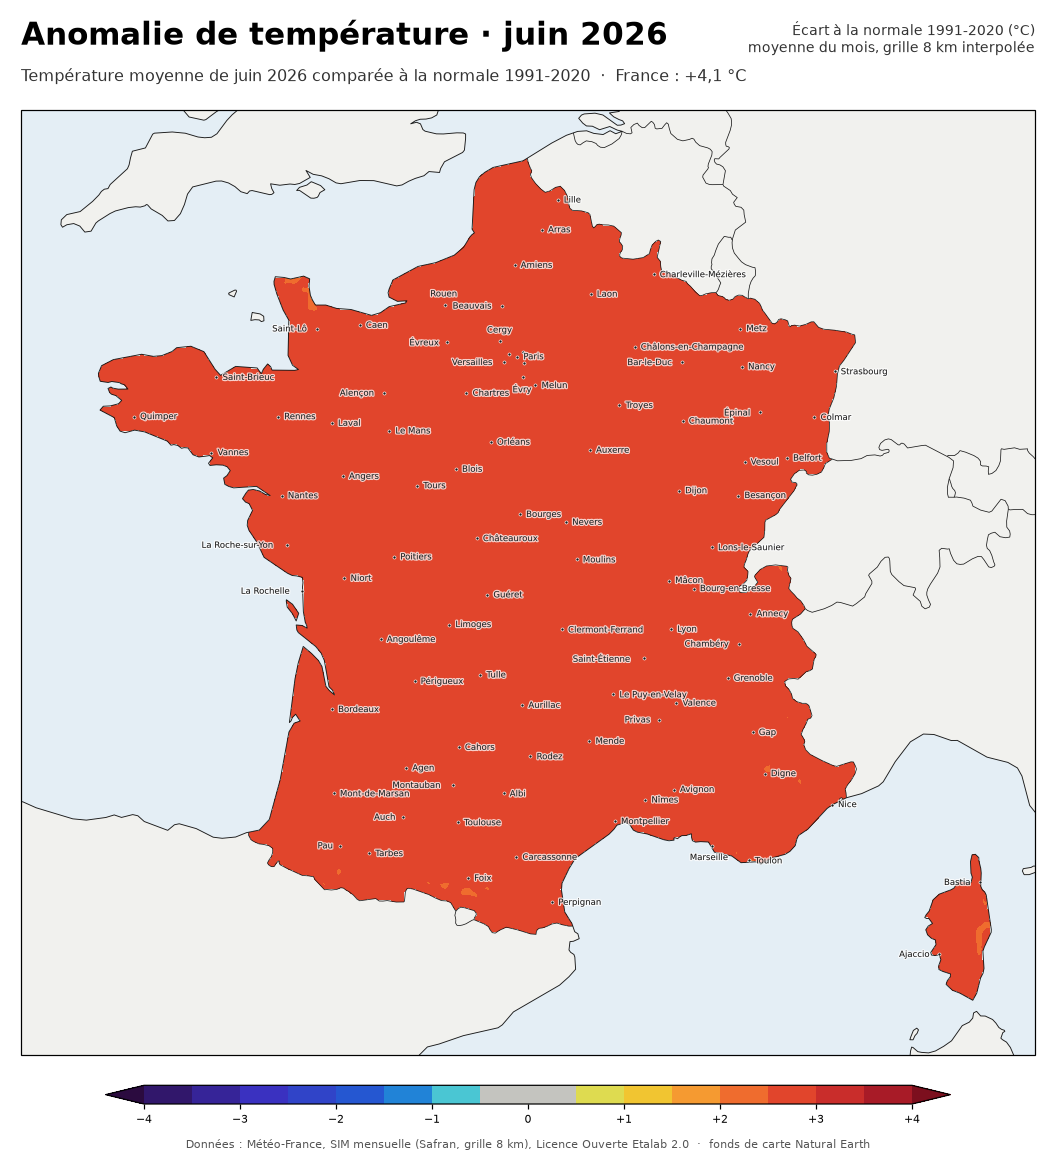 Anomalie de température · juin 2026
Écart à la normale 1991-2020 (°C)
moyenne du mois, grille 8 km interpolée
Température moyenne de juin 2026 comparée à la normale 1991-2020 · France : +4,1 °C
Lille
Arras
Amiens
Charleville-Mézières
Rouen
Laon
Beauvais
Saint-Lô
Caen
Cergy
Metz
Évreux
Châlons-en-Champagne
Paris
Versailles
Bar-le-Duc
Nancy
Strasbourg
Saint-Brieuc
Melun
Évry
Alençon
Chartres
Troyes
Épinal
Quimper
Rennes
Colmar
Laval
Chaumont
Le Mans
Orléans
Auxerre
Vannes
Belfort
Vesoul
Blois
Angers
Tours
Dijon
Nantes
Besançon
Bourges
Nevers
Châteauroux
La Roche-sur-Yon
Lons-le-Saunier
Poitiers
Moulins
Niort
Mâcon
Bourg-en-Bresse
La Rochelle
Guéret
Annecy
Limoges
Clermont-Ferrand
Lyon
Angoulême
Chambéry
Saint-Étienne
Tulle
Grenoble
Périgueux
Le Puy-en-Velay
Valence
Aurillac
Bordeaux
Privas
Gap
Mende
Cahors
Rodez
Agen
Digne
Montauban
Avignon
Mont-de-Marsan
Albi
Nîmes
Nice
Auch
Toulouse
Montpellier
Pau
Tarbes
Carcassonne
Marseille
Toulon
Foix
Bastia
Perpignan
Ajaccio
−4 −3 −2 −1 0 +1 +2 +3 +4
Données : Météo-France, SIM mensuelle (Safran, grille 8 km), Licence Ouverte Etalab 2.0 · fonds de carte Natural Earth